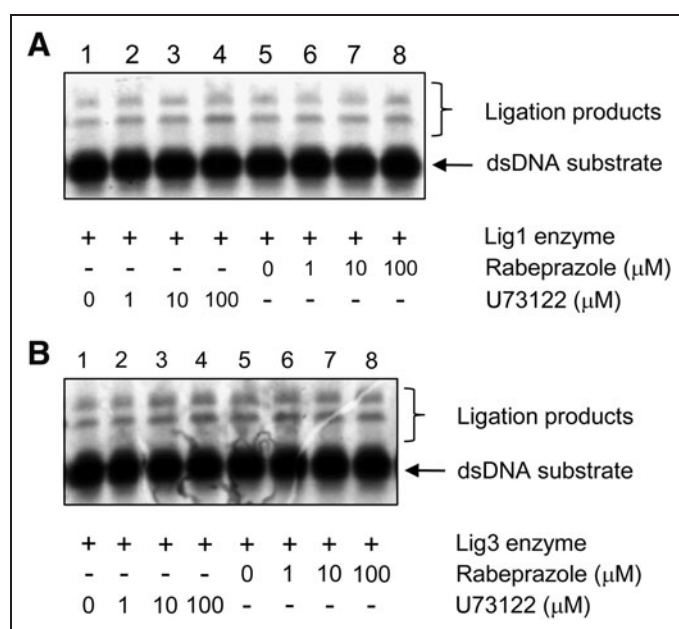 A
1 2 3 4 5 6 7 8
Ligation products
dsDNA substrate
+ + + + + + + + Lig1 enzyme
- - - - 0 1 10 100 Rabeprazole (μM)
0 1 10 100 - - - - U73122 (μM)
B
1 2 3 4 5 6 7 8
Ligation products
dsDNA substrate
+ + + + + + + + Lig3 enzyme
- - - - 0 1 10 100 Rabeprazole (μM)
0 1 10 100 - - - - U73122 (μM)